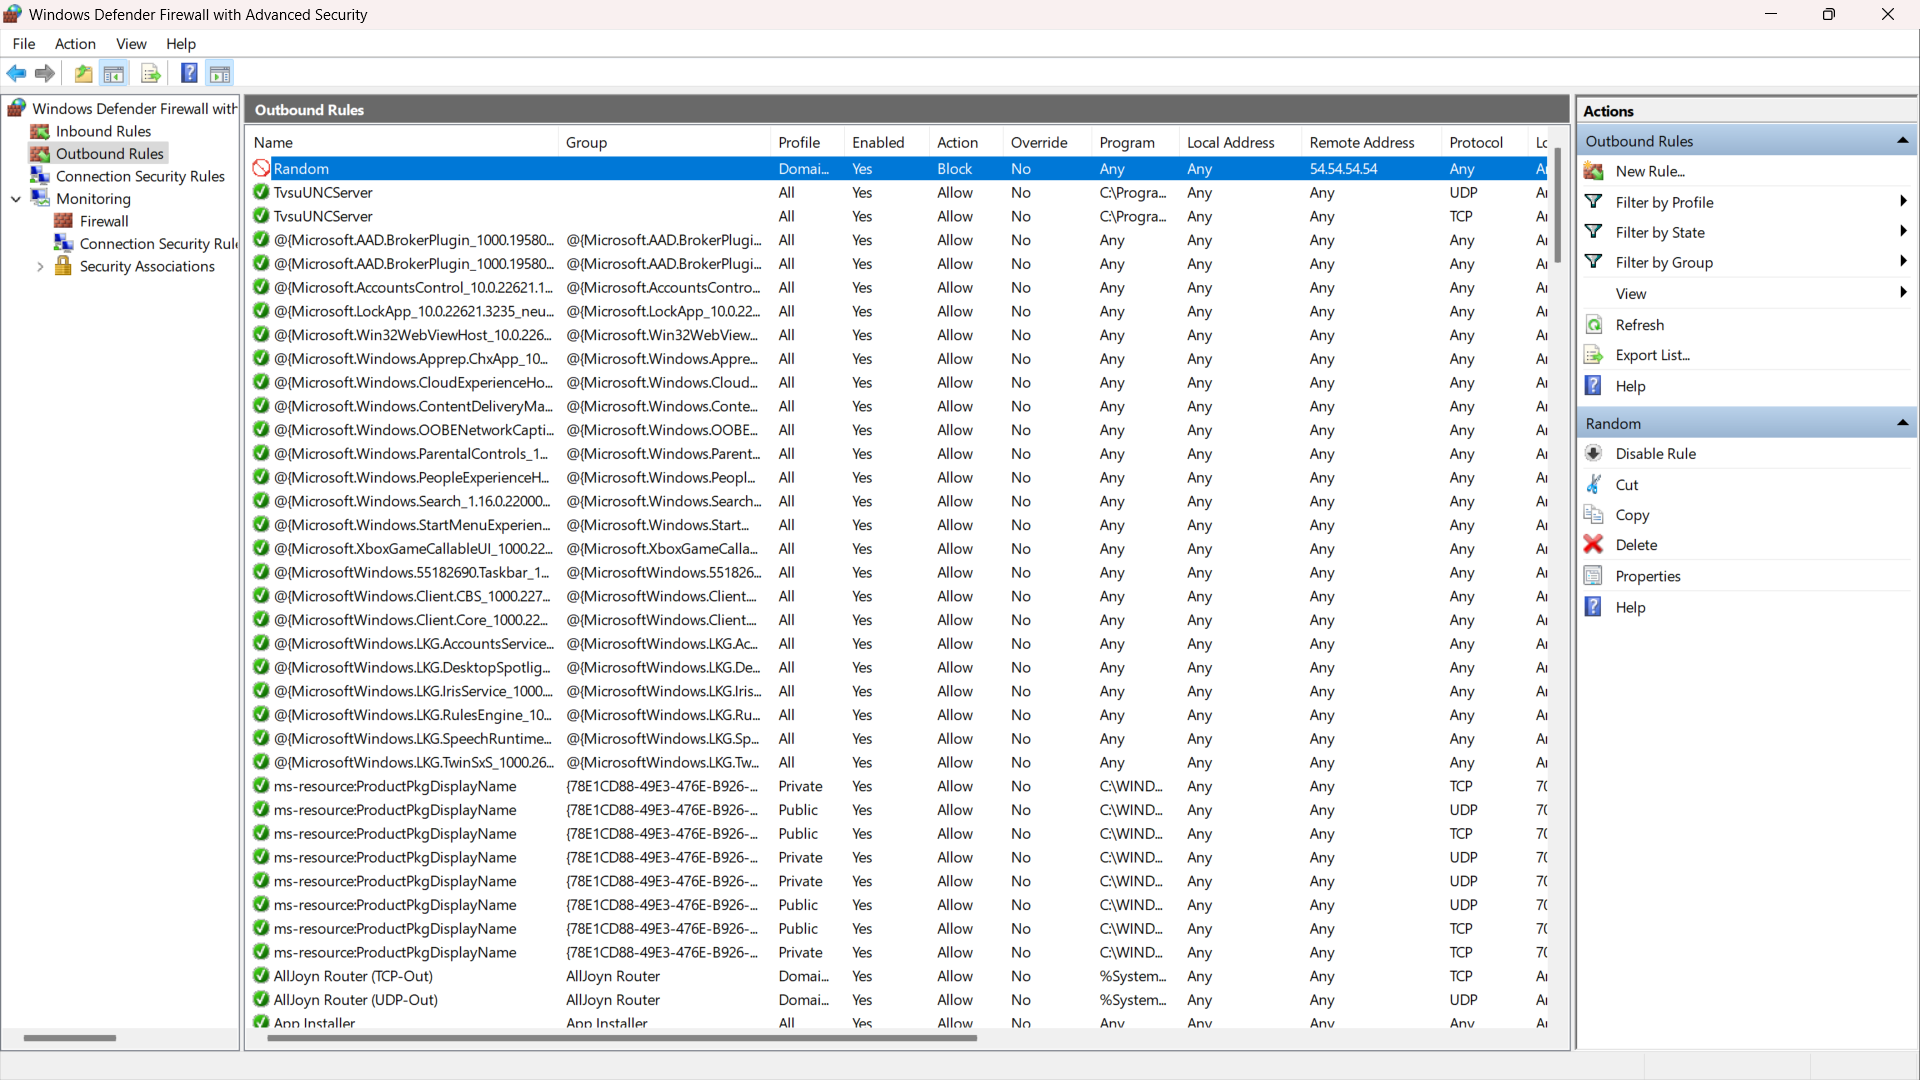 Windows Defender Firewall with Advanced Security
File Action View Help
Windows Defender Firewall with
Inbound Rules
Outbound Rules
Connection Security Rules
Monitoring
Firewall
Connection Security Rul
Security Associations
Outbound Rules
Name Group Profile Enabled Action Override Program Local Address Remote Address Protocol
Random Domai... Yes Block No Any Any 54.54.54.54 Any
TvsuUNCServer All Yes Allow No C:\Progra... Any Any UDP
TvsuUNCServer All Yes Allow No C:\Progra... Any Any TCP
@{Microsoft.AAD.BrokerPlugin_1000.19580... @{Microsoft.AAD.BrokerPlugi... All Yes Allow No Any Any Any Any
@{Microsoft.AAD.BrokerPlugin_1000.19580... @{Microsoft.AAD.BrokerPlugi... All Yes Allow No Any Any Any Any
@{Microsoft.AccountsControl_10.0.22621.1... @{Microsoft.AccountsContro... All Yes Allow No Any Any Any Any
@{Microsoft.LockApp_10.0.22621.3235_neu... @{Microsoft.LockApp_10.0.22... All Yes Allow No Any Any Any Any
@{Microsoft.Win32WebViewHost_10.0.226... @{Microsoft.Win32WebView... All Yes Allow No Any Any Any Any
@{Microsoft.Windows.Apprep.ChxApp_10... @{Microsoft.Windows.Appre... All Yes Allow No Any Any Any Any
@{Microsoft.Windows.CloudExperienceHo... @{Microsoft.Windows.Cloud... All Yes Allow No Any Any Any Any
@{Microsoft.Windows.ContentDeliveryMa... @{Microsoft.Windows.Conte... All Yes Allow No Any Any Any Any
@{Microsoft.Windows.OOBENetworkCapti... @{Microsoft.Windows.OOBE... All Yes Allow No Any Any Any Any
@{Microsoft.Windows.ParentalControls_1... @{Microsoft.Windows.Parent... All Yes Allow No Any Any Any Any
@{Microsoft.Windows.PeopleExperienceH... @{Microsoft.Windows.Peopl... All Yes Allow No Any Any Any Any
@{Microsoft.Windows.Search_1.16.0.22000... @{Microsoft.Windows.Search... All Yes Allow No Any Any Any Any
@{Microsoft.Windows.StartMenuExperien... @{Microsoft.Windows.Start... All Yes Allow No Any Any Any Any
@{Microsoft.XboxGameCallableUI_1000.22... @{Microsoft.XboxGameCalla... All Yes Allow No Any Any Any Any
@{MicrosoftWindows.55182690.Taskbar_1... @{MicrosoftWindows.551826... All Yes Allow No Any Any Any Any
@{MicrosoftWindows.Client.CBS_1000.227... @{MicrosoftWindows.Client.... All Yes Allow No Any Any Any Any
@{MicrosoftWindows.Client.Core_1000.22... @{MicrosoftWindows.Client.... All Yes Allow No Any Any Any Any
@{MicrosoftWindows.LKG.AccountsService... @{MicrosoftWindows.LKG.Ac... All Yes Allow No Any Any Any Any
@{MicrosoftWindows.LKG.DesktopSpotlig... @{MicrosoftWindows.LKG.De... All Yes Allow No Any Any Any Any
@{MicrosoftWindows.LKG.IrisService_1000.... @{MicrosoftWindows.LKG.Iris... All Yes Allow No Any Any Any Any
@{MicrosoftWindows.LKG.RulesEngine_10... @{MicrosoftWindows.LKG.Ru... All Yes Allow No Any Any Any Any
@{MicrosoftWindows.LKG.SpeechRuntime... @{MicrosoftWindows.LKG.Sp... All Yes Allow No Any Any Any Any
@{MicrosoftWindows.LKG.TwinSxS_1000.26... @{MicrosoftWindows.LKG.Tw... All Yes Allow No Any Any Any Any
ms-resource:ProductPkgDisplayName {78E1CD88-49E3-476E-B926-... Private Yes Allow No C:\WIND... Any Any TCP 70
ms-resource:ProductPkgDisplayName {78E1CD88-49E3-476E-B926-... Public Yes Allow No C:\WIND... Any Any UDP 70
ms-resource:ProductPkgDisplayName {78E1CD88-49E3-476E-B926-... Public Yes Allow No C:\WIND... Any Any TCP 70
ms-resource:ProductPkgDisplayName {78E1CD88-49E3-476E-B926-... Private Yes Allow No C:\WIND... Any Any UDP 70
ms-resource:ProductPkgDisplayName {78E1CD88-49E3-476E-B926-... Private Yes Allow No C:\WIND... Any Any UDP 70
ms-resource:ProductPkgDisplayName {78E1CD88-49E3-476E-B926-... Public Yes Allow No C:\WIND... Any Any UDP 70
ms-resource:ProductPkgDisplayName {78E1CD88-49E3-476E-B926-... Public Yes Allow No C:\WIND... Any Any TCP 70
ms-resource:ProductPkgDisplayName {78E1CD88-49E3-476E-B926-... Private Yes Allow No C:\WIND... Any Any TCP 70
AllJoyn Router (TCP-Out) AllJoyn Router Domai... Yes Allow No %System... Any Any TCP
AllJoyn Router (UDP-Out) AllJoyn Router Domai... Yes Allow No %System... Any Any UDP
App Installer App Installer All Yes Allow No Any Any Any Any
Actions
Outbound Rules
New Rule...
Filter by Profile
Filter by State
Filter by Group
View
Refresh
Export List...
Help
Random
Disable Rule
Cut
Copy
Delete
Properties
Help